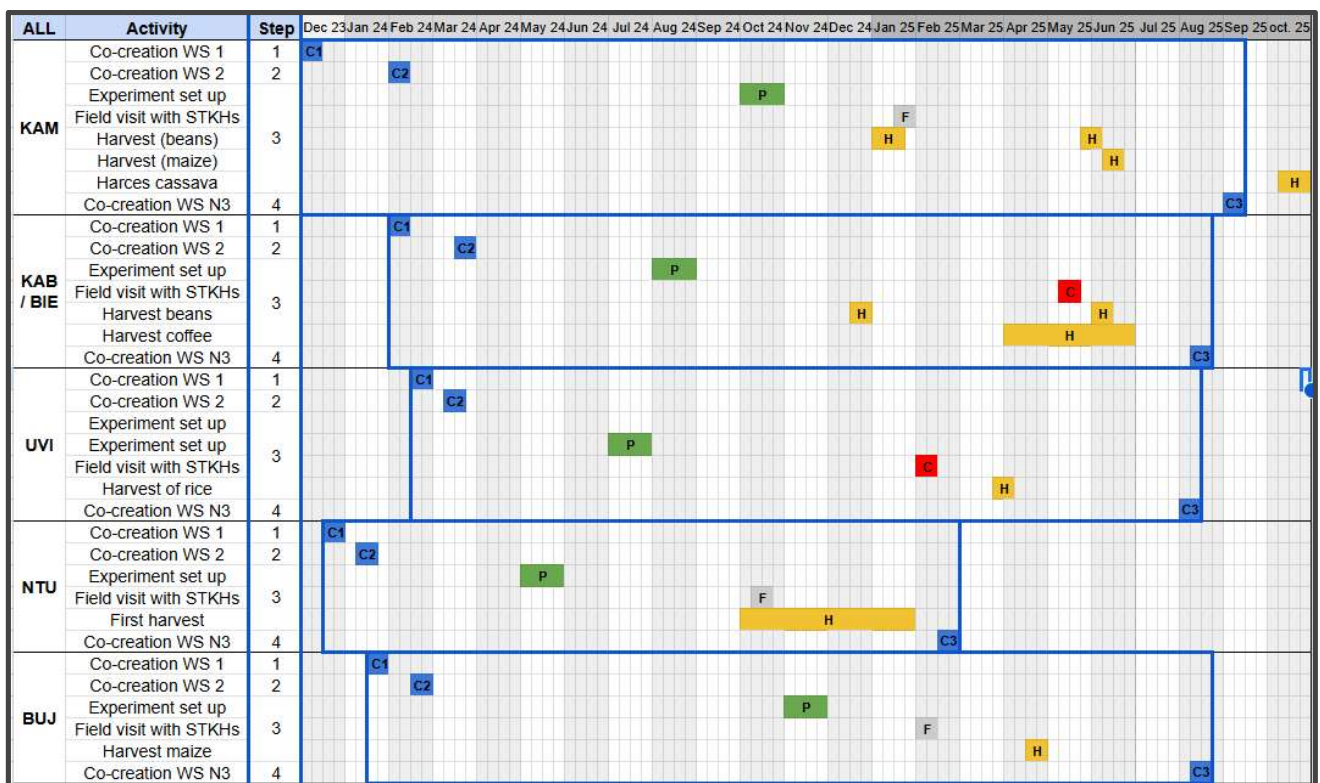 ALL Activity Step Dec 23 Jan 24 Feb 24 Mar 24 Apr 24 May 24 Jun 24 Jul 24 Aug 24 Sep 24 Oct 24 Nov 24 Dec 24 Jan 25 Feb 25 Mar 25 Apr 25 May 25 Jun 25 Jul 25 Aug 25 Sep 25 oct. 25
Co-creation WS 1 1 C1
Co-creation WS 2 2 C2
Experiment set up P
Field visit with STKHs F
KAM Harvest (beans) 3 H H
Harvest (maize) H
Harces cassava H
Co-creation WS N3 4 C3
Co-creation WS 1 1 C1
Co-creation WS 2 2 C2
Experiment set up P
KAB / BIE Field visit with STKHs 3 C
Harvest beans H H
Harvest coffee H
Co-creation WS N3 4 C3
Co-creation WS 1 1 C1
Co-creation WS 2 2 C2
Experiment set up
UVI Experiment set up 3 P
Field visit with STKHs C
Harvest of rice H
Co-creation WS N3 4 C3
Co-creation WS 1 1 C1
Co-creation WS 2 2 C2
Experiment set up P
NTU Field visit with STKHs 3 F
First harvest H
Co-creation WS N3 4 C3
Co-creation WS 1 1 C1
Co-creation WS 2 2 C2
Experiment set up P
BUJ Field visit with STKHs 3 F
Harvest maize H
Co-creation WS N3 4 C3